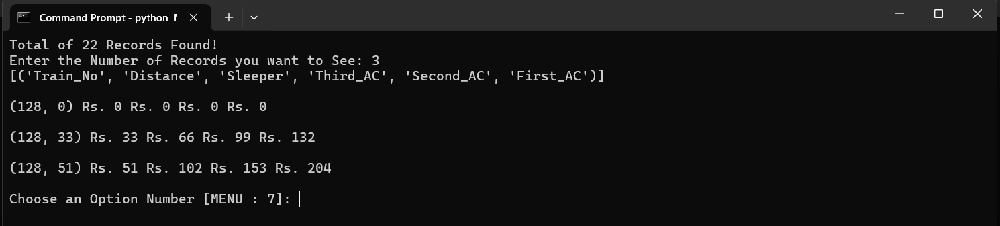 Command Prompt - python
Total of 22 Records Found!
Enter the Number of Records you want to See: 3
[('Train_No', 'Distance', 'Sleeper', 'Third_AC', 'Second_AC', 'First_AC')]
(128, 0) Rs. 0 Rs. 0 Rs. 0 Rs. 0
(128, 33) Rs. 33 Rs. 66 Rs. 99 Rs. 132
(128, 51) Rs. 51 Rs. 102 Rs. 153 Rs. 204
Choose an Option Number [MENU : 7]: